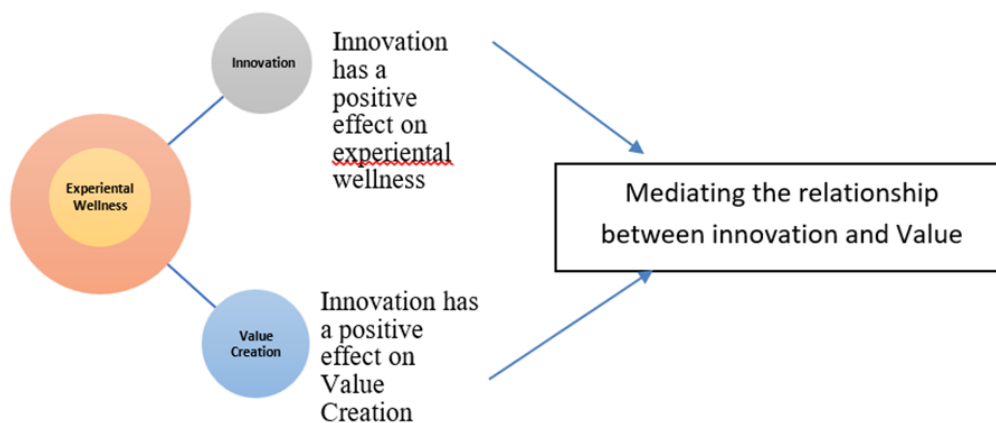 Innovation
Innovation
has a
positive
effect on
experiental
wellness
Experiental
Wellness
Mediating the relationship
between innovation and Value
Value
Creation
Innovation has
a positive
effect on
Value
Creation